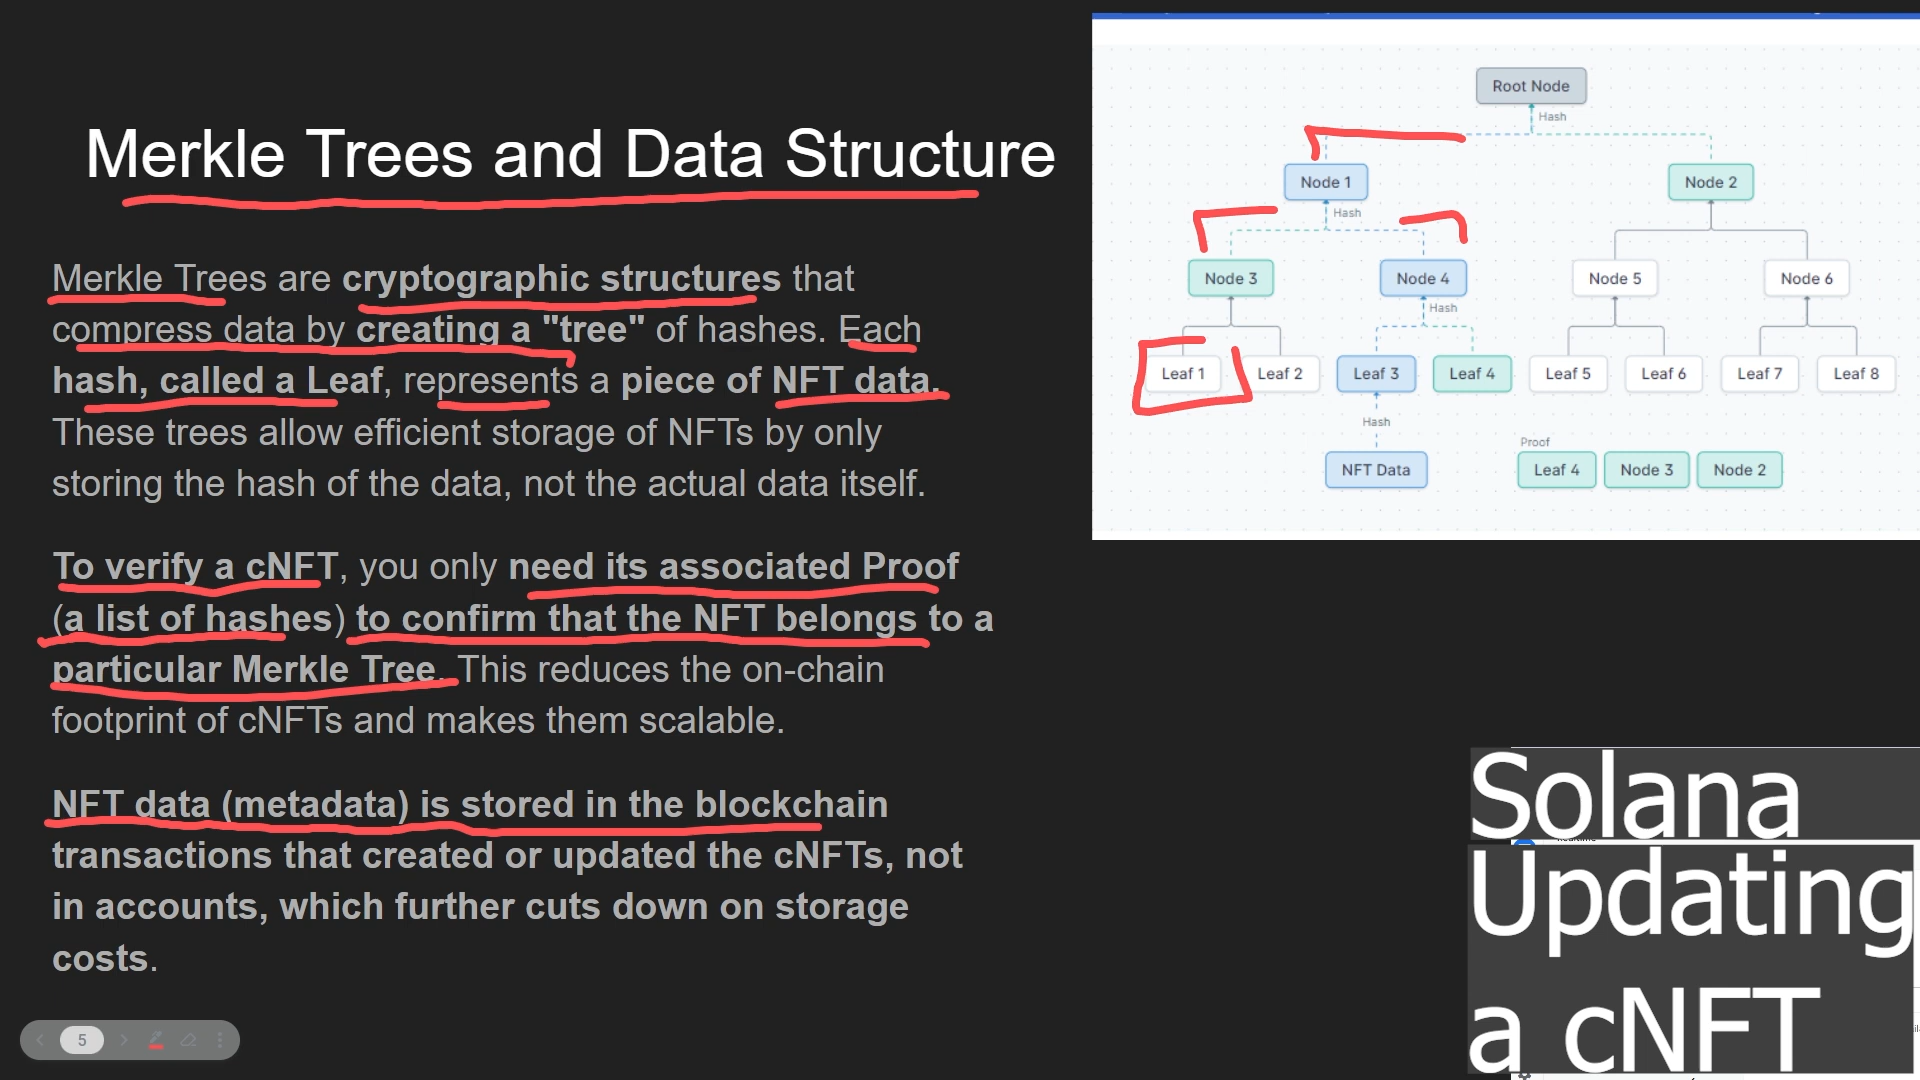 Merkle Trees and Data Structure
Merkle Trees are cryptographic structures that
compress data by creating a "tree" of hashes. Each
hash, called a Leaf, represents a piece of NFT data.
These trees allow efficient storage of NFTs by only
storing the hash of the data, not the actual data itself.
To verify a cNFT, you only need its associated Proof
(a list of hashes) to confirm that the NFT belongs to a
particular Merkle Tree. This reduces the on-chain
footprint of cNFTs and makes them scalable.
NFT data (metadata) is stored in the blockchain
transactions that created or updated the cNFTs, not
in accounts, which further cuts down on storage
costs.
5
Root Node
Hash
Node 1
Node 2
Hash
Node 3
Node 4
Node 5
Node 6
Hash
Leaf 1
Leaf 2
Leaf 3
Leaf 4
Leaf 5
Leaf 6
Leaf 7
Leaf 8
Hash
Proof
NFT Data
Leaf 4
Node 3
Node 2
Solana
Updating
a cNFT